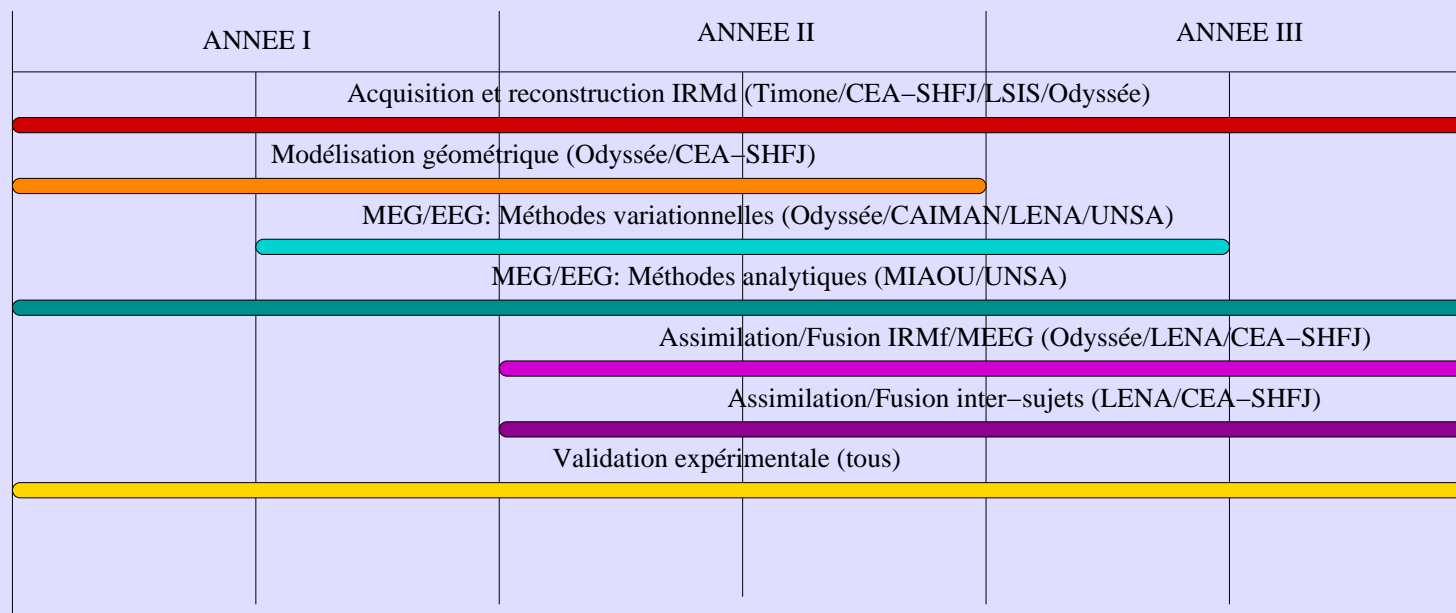 ANNEE I
ANNEE II
ANNEE III
Acquisition et reconstruction IRMd (Timone/CEA−SHFJ/LSIS/Odyssée)
Modélisation géométrique (Odyssée/CEA−SHFJ)
MEG/EEG: Méthodes variationnelles (Odyssée/CAIMAN/LENA/UNSA)
MEG/EEG: Méthodes analytiques (MIAOU/UNSA)
Assimilation/Fusion IRMf/MEEG (Odyssée/LENA/CEA−SHFJ)
Assimilation/Fusion inter−sujets (LENA/CEA−SHFJ)
Validation expérimentale (tous)